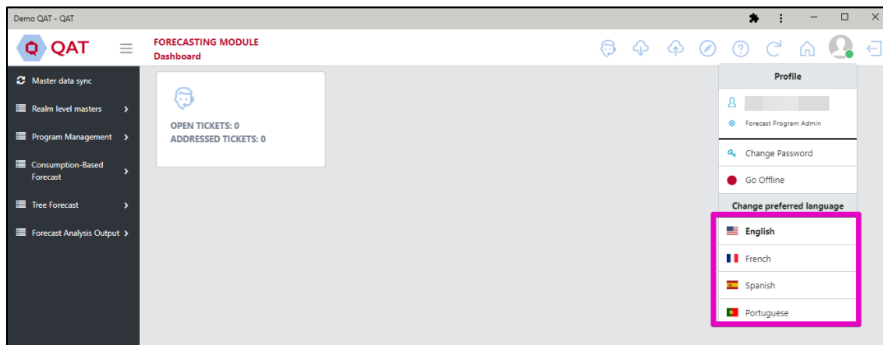 Demo QAT - QAT
QAT
FORECASTING MODULE
Dashboard
Master data sync
Realm level masters
Program Management
Consumption-Based
Forecast
Tree Forecast
Forecast Analysis Output
OPEN TICKETS: 0
ADDRESSED TICKETS: 0
Profile
Forecast Program Admin
Change Password
Go Offline
Change preferred language
English
French
Spanish
Portuguese